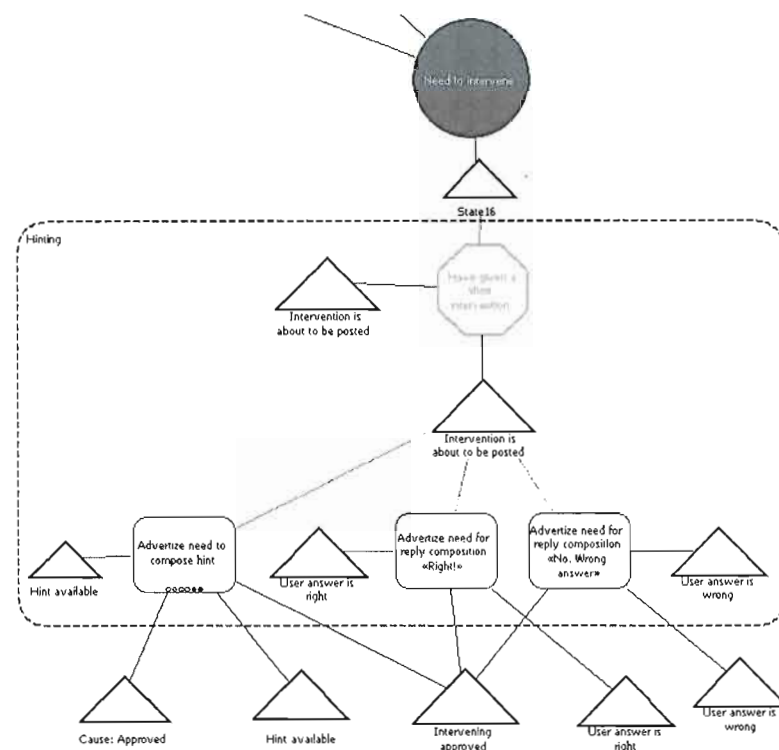 Need to intervene
State16
Hinting
Have given a
intervention
Intervention is
about to be posted
Intervention is
about to be posted
Advertize need to
compose hint
Hint available
User answer is
right
Advertize need for
reply composition
«Right!»
Advertize need for
reply composition
«No. Wrong
answer»
User answer is
wrong
Cause: Approved
Hint available
Intervening
approved
User answer is
right
User answer is
wrong